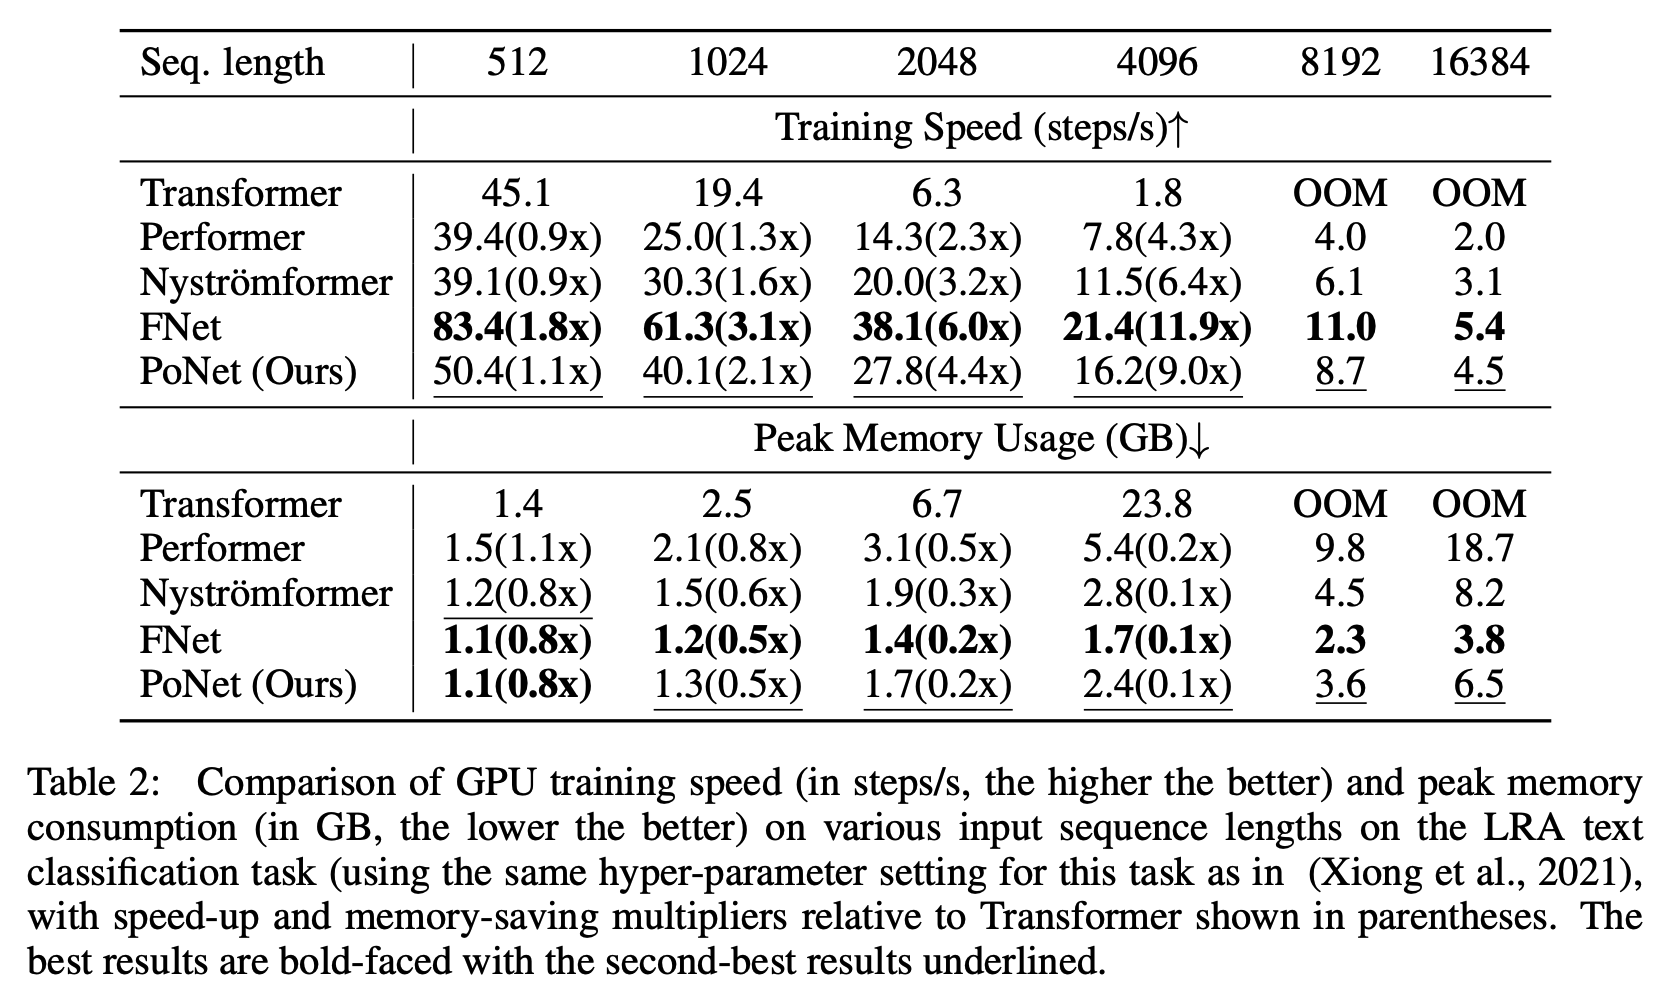 Seq. length 512 1024 2048 4096 8192 16384
Training Speed (steps/s)↑
Transformer 45.1 19.4 6.3 1.8 OOM OOM
Performer 39.4(0.9x) 25.0(1.3x) 14.3(2.3x) 7.8(4.3x) 4.0 2.0
Nyströmformer 39.1(0.9x) 30.3(1.6x) 20.0(3.2x) 11.5(6.4x) 6.1 3.1
FNet 83.4(1.8x) 61.3(3.1x) 38.1(6.0x) 21.4(11.9x) 11.0 5.4
PoNet (Ours) 50.4(1.1x) 40.1(2.1x) 27.8(4.4x) 16.2(9.0x) 8.7 4.5
Peak Memory Usage (GB)↓
Transformer 1.4 2.5 6.7 23.8 OOM OOM
Performer 1.5(1.1x) 2.1(0.8x) 3.1(0.5x) 5.4(0.2x) 9.8 18.7
Nyströmformer 1.2(0.8x) 1.5(0.6x) 1.9(0.3x) 2.8(0.1x) 4.5 8.2
FNet 1.1(0.8x) 1.2(0.5x) 1.4(0.2x) 1.7(0.1x) 2.3 3.8
PoNet (Ours) 1.1(0.8x) 1.3(0.5x) 1.7(0.2x) 2.4(0.1x) 3.6 6.5
Table 2: Comparison of GPU training speed (in steps/s, the higher the better) and peak memory
consumption (in GB, the lower the better) on various input sequence lengths on the LRA text
classification task (using the same hyper-parameter setting for this task as in (Xiong et al., 2021),
with speed-up and memory-saving multipliers relative to Transformer shown in parentheses. The
best results are bold-faced with the second-best results underlined.